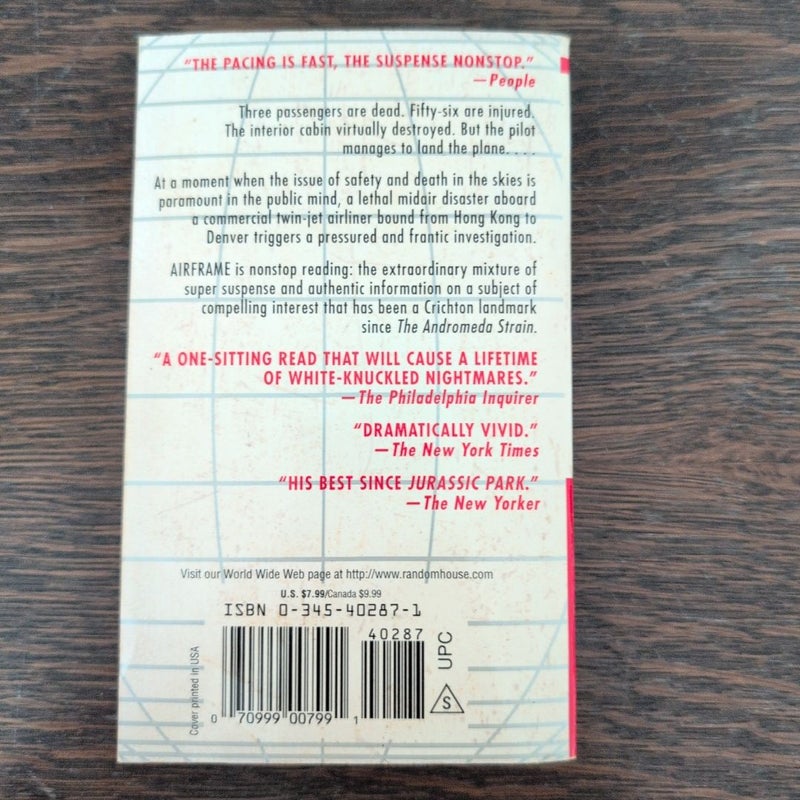 "THE PACING IS FAST, THE SUSPENSE NONSTOP."
—People
Three passengers are dead. Fifty-six are injured.
The interior cabin virtually destroyed. But the pilot
manages to land the plane. . . .
At a moment when the issue of safety and death in the skies is
paramount in the public mind, a lethal midair disaster aboard
a commercial twin-jet airliner bound from Hong Kong to
Denver triggers a pressured and frantic investigation.
AIRFRAME is nonstop reading: the extraordinary mixture of
super suspense and authentic information on a subject of
compelling interest that has been a Crichton landmark
since The Andromeda Strain.
"A ONE-SITTING READ THAT WILL CAUSE A LIFETIME
OF WHITE-KNUCKLED NIGHTMARES."
—The Philadelphia Inquirer
"DRAMATICALLY VIVID."
—The New York Times
"HIS BEST SINCE JURASSIC PARK."
—The New Yorker
Visit our World Wide Web page at http://www.randomhouse.com
U.S. $7.99/Canada $9.99
ISBN 0-345-40287-1
40287
0 70999 00799 1
UPC
S
Cover printed in USA